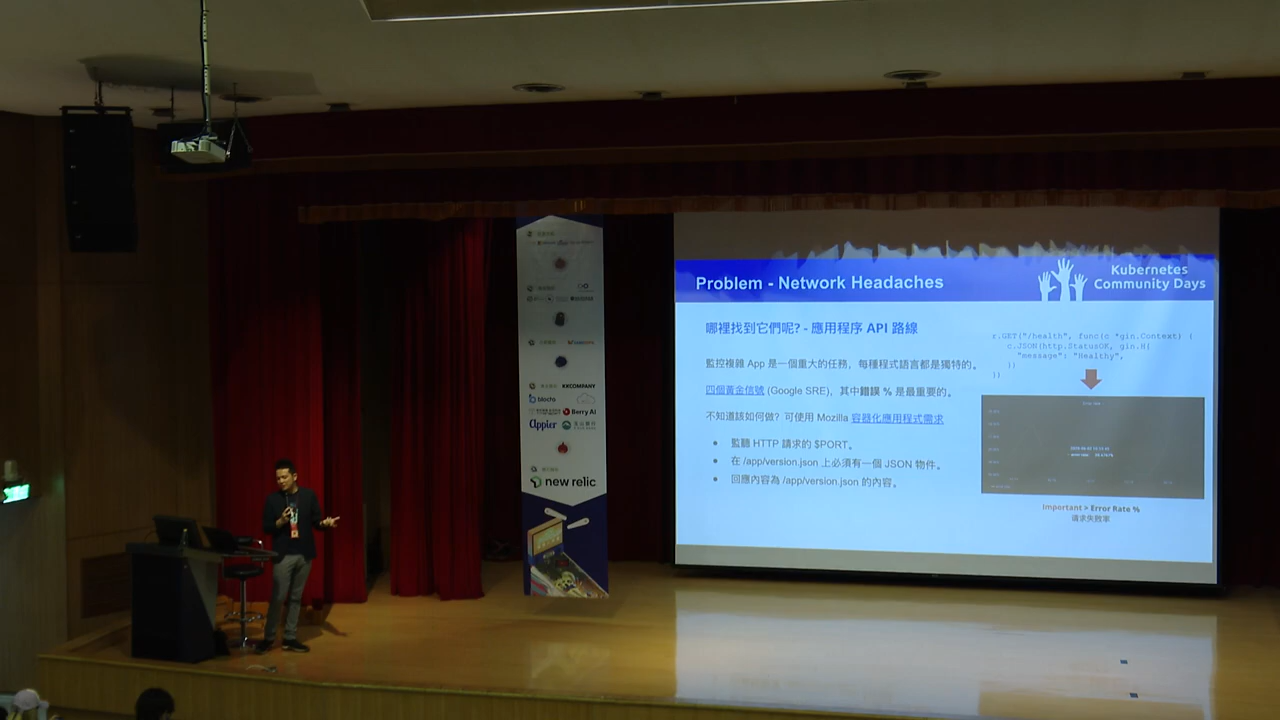 Problem - Network Headaches
Kubernetes
Community Days
哪裡找到它們呢? - 應用程序 API 路線
監控複雜 App 是一個重大的任務，每種程式語言都是獨特的。
四個黃金信號 (Google SRE)，其中錯誤 % 是最重要的。
不知道該如何做? 可使用 Mozilla 容器化應用程式需求
• 監聽 HTTP 請求的 $PORT。
• 在 /app/version.json 上必須有一個 JSON 物件。
• 回應內容為 /app/version.json 的內容。
r.GET("/health", func(c *gin.Context) {
c.JSON(http.StatusOK, gin.H{
"message": "Healthy",
})
})
Important > Error Rate %
请求失败率
KKCOMPANY
blocto
Berry AI
Appier
玉山銀行
new relic